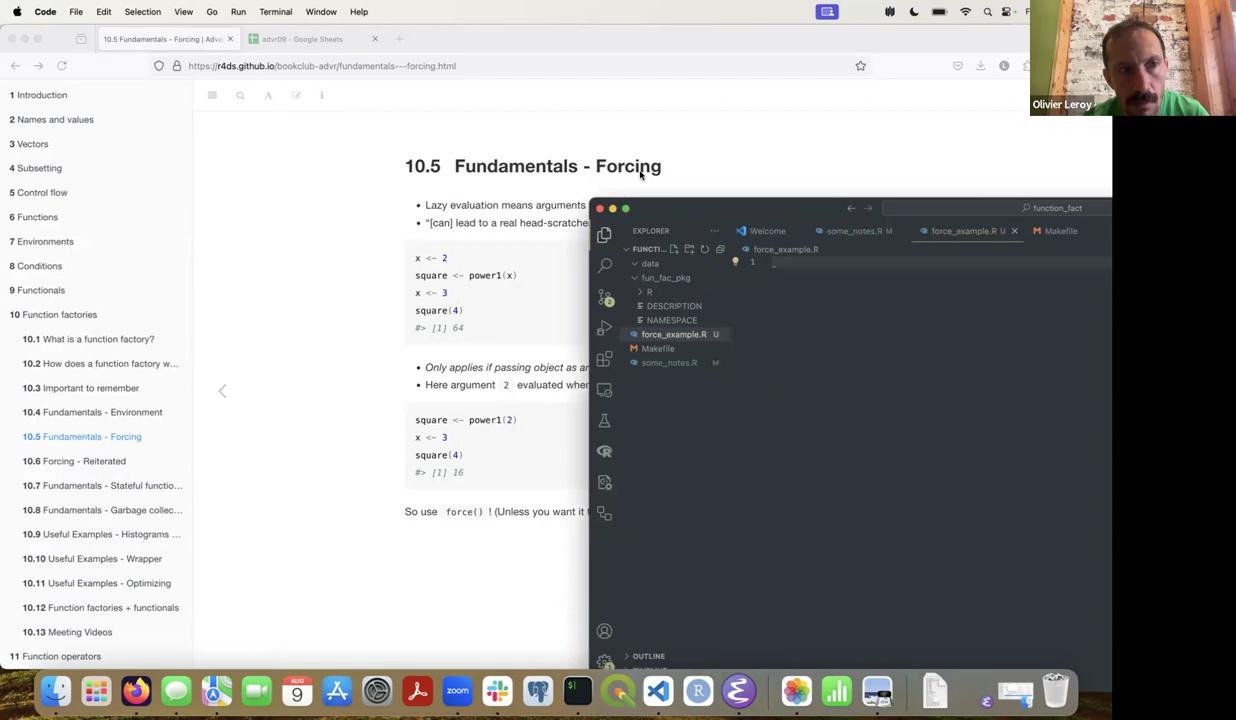 Code File Edit Selection View Go Run Terminal Window Help
10.5 Fundamentals - Forcing | Adva
advr09 - Google Sheets
https://r4ds.github.io/bookclub-advr/fundamentals---forcing.html
Olivier Leroy
1 Introduction
2 Names and values
3 Vectors
4 Subsetting
5 Control flow
6 Functions
7 Environments
8 Conditions
9 Functionals
10 Function factories
10.1 What is a function factory?
10.2 How does a function factory w...
10.3 Important to remember
10.4 Fundamentals - Environment
10.5 Fundamentals - Forcing
10.6 Forcing - Reiterated
10.7 Fundamentals - Stateful functio...
10.8 Fundamentals - Garbage collec...
10.9 Useful Examples - Histograms ...
10.10 Useful Examples - Wrapper
10.11 Useful Examples - Optimizing
10.12 Function factories + functionals
10.13 Meeting Videos
11 Function operators
10.5 Fundamentals - Forcing
• Lazy evaluation means arguments
• “[can] lead to a real head-scratche
x <- 2
square <- power1(x)
x <- 3
square(4)
#> [1] 64
• Only applies if passing object as ar
• Here argument 2 evaluated when
square <- power1(2)
x <- 3
square(4)
#> [1] 16
So use force() ! (Unless you want it
function_fact
EXPLORER ...
Welcome
some_notes.R M
force_example.R U
Makefile
FUNCTI...
force_example.R
1
data
fun_fac_pkg
R
DESCRIPTION
NAMESPACE
force_example.R U
Makefile
some_notes.R M
OUTLINE
AUG
9
zoom